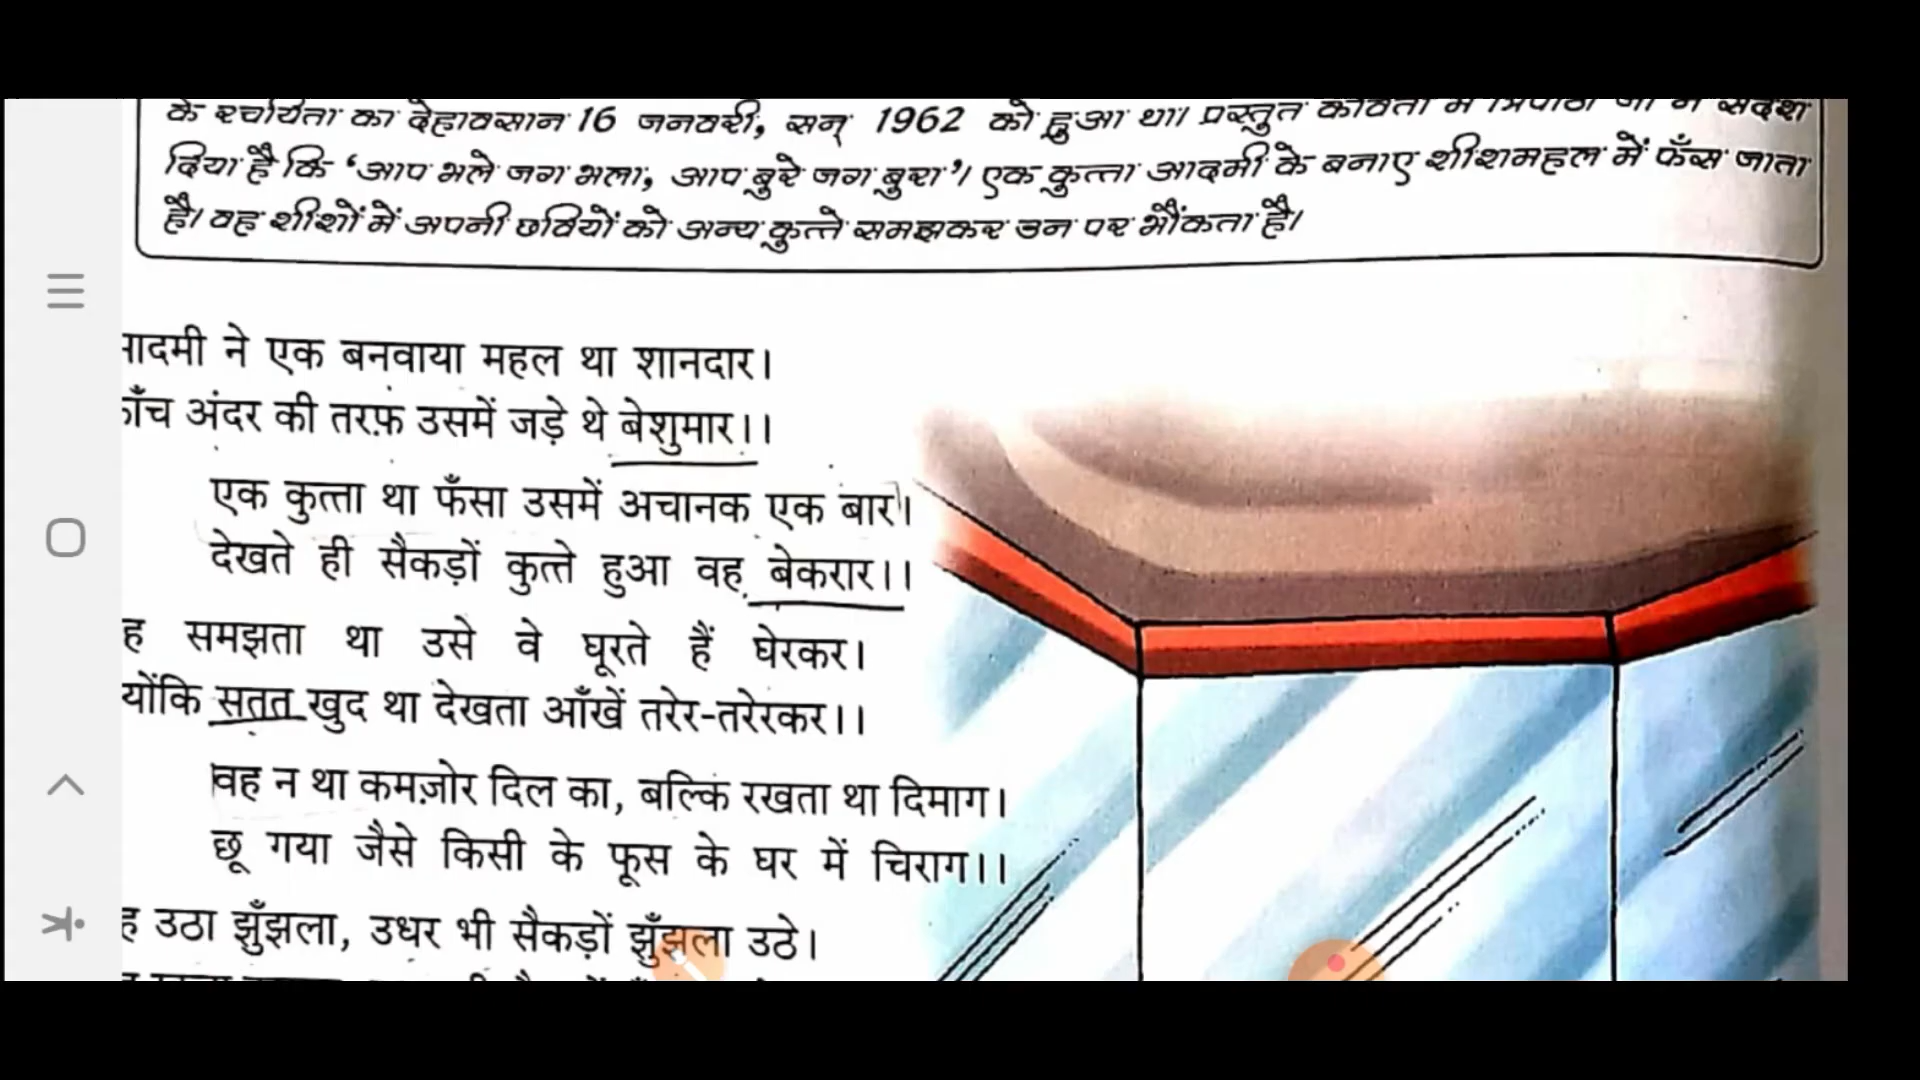 के रचयिता का देहावसान 16 जनवरी, सन् 1962 को हुआ था। प्रस्तुत कविता में त्रिपाठी जी ने संदेश
दिया है कि ‘आप भले जग भला, आप बुरे जग बुरा’। एक कुत्ता आदमी के बनाए शीशमहल में फँस जाता
है। वह शीशों में अपनी छवियों को अन्य कुत्ते समझकर उन पर भौंकता है।
ादमी ने एक बनवाया महल था शानदार।
ाँच अंदर की तरफ़ उसमें जड़े थे बेशुमार।।
एक कुत्ता था फँसा उसमें अचानक एक बार।
देखते ही सैकड़ों कुत्ते हुआ वह बेकरार।।
ह समझता था उसे वे घूरते हैं घेरकर।
योंकि सतत खुद था देखता आँखें तरेर-तरेरकर।।
वह न था कमज़ोर दिल का, बल्कि रखता था दिमाग।
छू गया जैसे किसी के फूस के घर में चिराग।।
ह उठा झुँझला, उधर भी सैकड़ों झुँझला उठे।